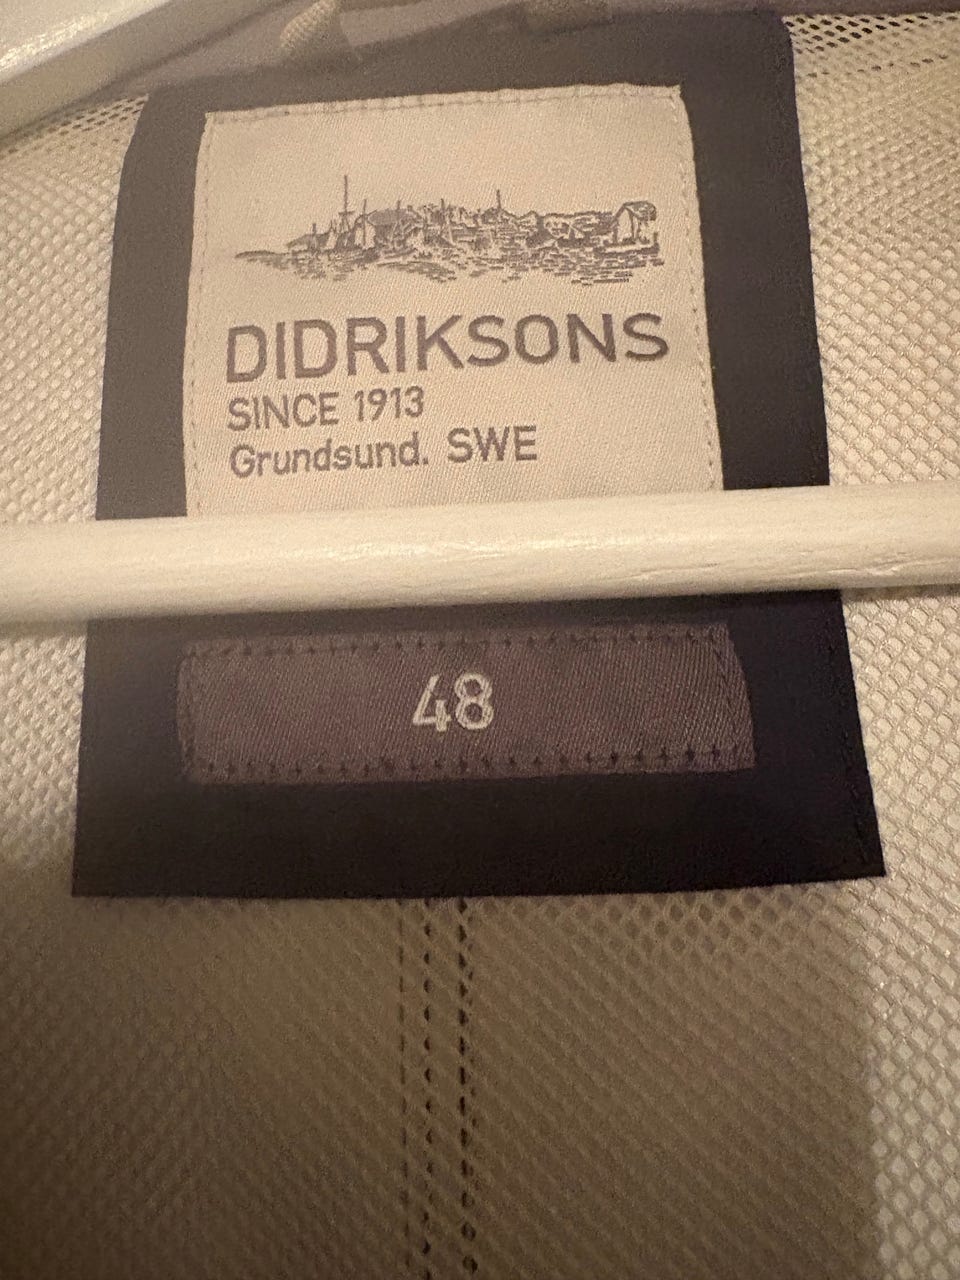 DIDRIKSONS
SINCE 1913
Grundsund. SWE
48